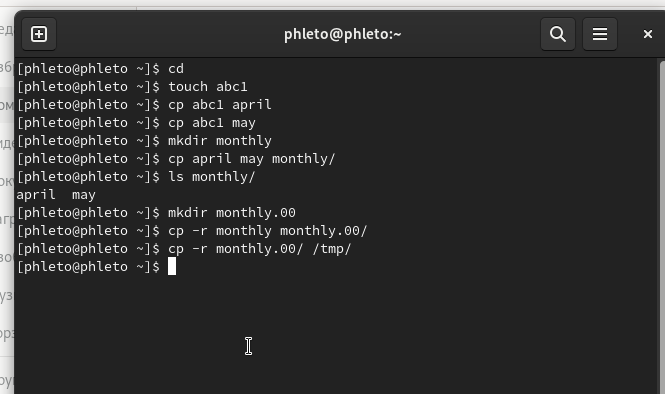 phleto@phleto:~
[phleto@phleto ~]$ cd
[phleto@phleto ~]$ touch abc1
[phleto@phleto ~]$ cp abc1 april
[phleto@phleto ~]$ cp abc1 may
[phleto@phleto ~]$ mkdir monthly
[phleto@phleto ~]$ cp april may monthly/
[phleto@phleto ~]$ ls monthly/
april  may
[phleto@phleto ~]$ mkdir monthly.00
[phleto@phleto ~]$ cp -r monthly monthly.00/
[phleto@phleto ~]$ cp -r monthly.00/ /tmp/
[phleto@phleto ~]$